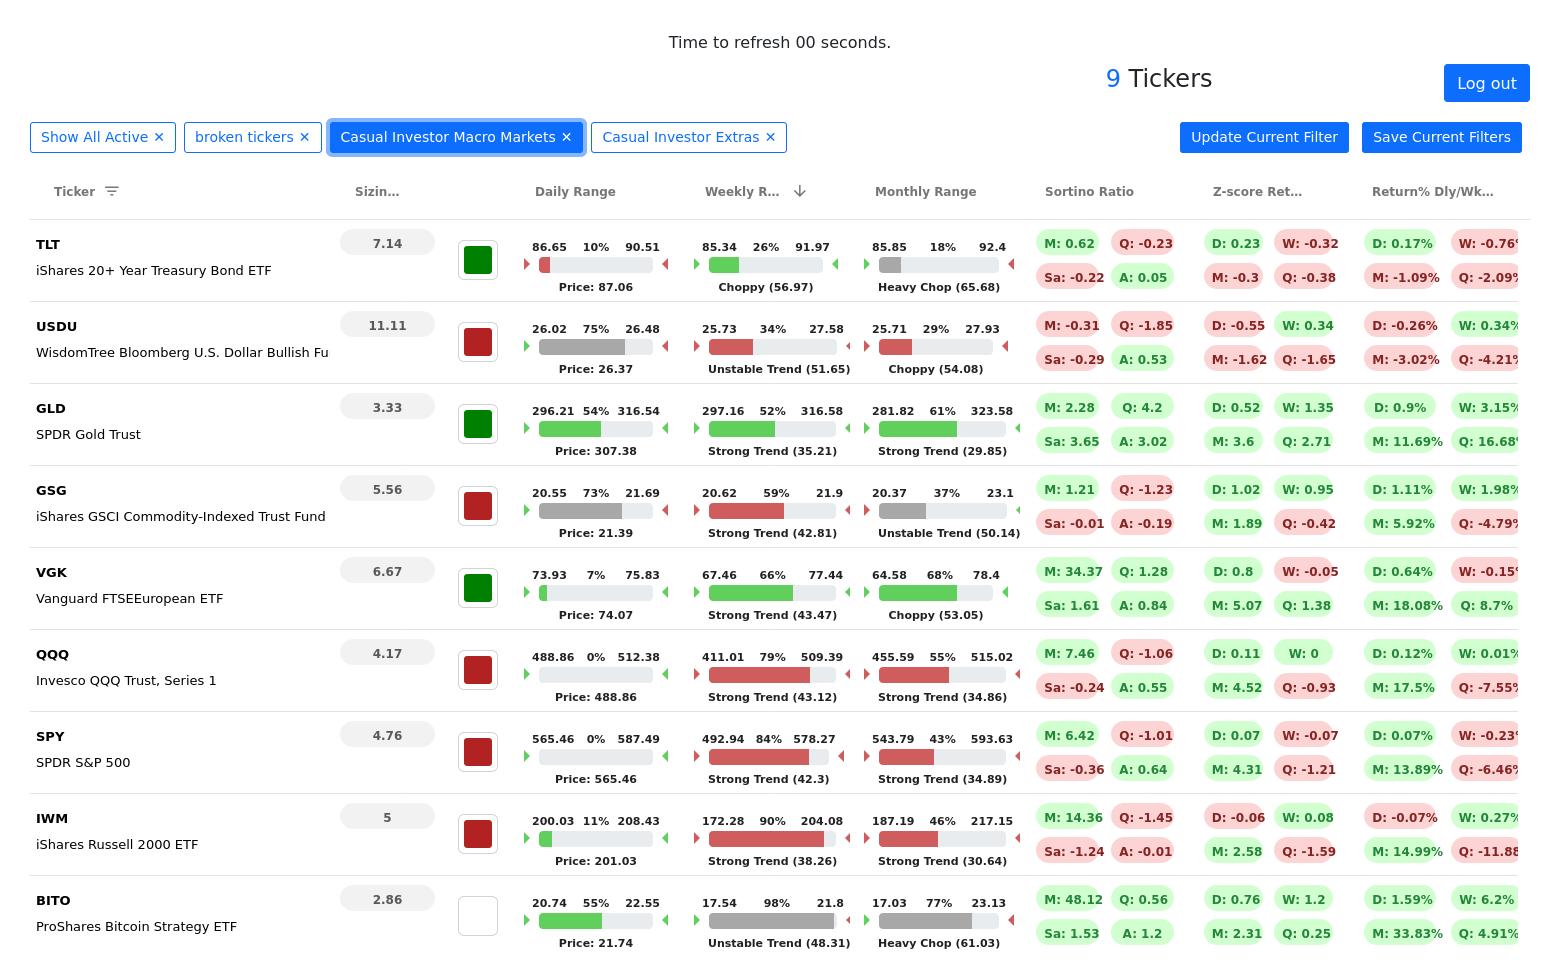 Time to refresh 00 seconds.
9 Tickers
Log out
Show All Active ✕ broken tickers ✕ Casual Investor Macro Markets ✕ Casual Investor Extras ✕ Update Current Filter Save Current Filters
Ticker Sizin... Daily Range Weekly R... Monthly Range Sortino Ratio Z-score Ret... Return% Dly/Wk...
TLT 7.14 86.65 10% 90.51 85.34 26% 91.97 85.85 18% 92.4 M: 0.62 Q: -0.23 D: 0.23 W: -0.32 D: 0.17% W: -0.76%
iShares 20+ Year Treasury Bond ETF Sa: -0.22 A: 0.05 M: -0.3 Q: -0.38 M: -1.09% Q: -2.09%
Price: 87.06 Choppy (56.97) Heavy Chop (65.68)
USDU 11.11 26.02 75% 26.48 25.73 34% 27.58 25.71 29% 27.93 M: -0.31 Q: -1.85 D: -0.55 W: 0.34 D: -0.26% W: 0.34%
WisdomTree Bloomberg U.S. Dollar Bullish Fu Sa: -0.29 A: 0.53 M: -1.62 Q: -1.65 M: -3.02% Q: -4.21%
Price: 26.37 Unstable Trend (51.65) Choppy (54.08)
GLD 3.33 296.21 54% 316.54 297.16 52% 316.58 281.82 61% 323.58 M: 2.28 Q: 4.2 D: 0.52 W: 1.35 D: 0.9% W: 3.15%
SPDR Gold Trust Sa: 3.65 A: 3.02 M: 3.6 Q: 2.71 M: 11.69% Q: 16.68%
Price: 307.38 Strong Trend (35.21) Strong Trend (29.85)
GSG 5.56 20.55 73% 21.69 20.62 59% 21.9 20.37 37% 23.1 M: 1.21 Q: -1.23 D: 1.02 W: 0.95 D: 1.11% W: 1.98%
iShares GSCI Commodity-Indexed Trust Fund Sa: -0.01 A: -0.19 M: 1.89 Q: -0.42 M: 5.92% Q: -4.79%
Price: 21.39 Strong Trend (42.81) Unstable Trend (50.14)
VGK 6.67 73.93 7% 75.83 67.46 66% 77.44 64.58 68% 78.4 M: 34.37 Q: 1.28 D: 0.8 W: -0.05 D: 0.64% W: -0.15%
Vanguard FTSEEuropean ETF Sa: 1.61 A: 0.84 M: 5.07 Q: 1.38 M: 18.08% Q: 8.7%
Price: 74.07 Strong Trend (43.47) Choppy (53.05)
QQQ 4.17 488.86 0% 512.38 411.01 79% 509.39 455.59 55% 515.02 M: 7.46 Q: -1.06 D: 0.11 W: 0 D: 0.12% W: 0.01%
Invesco QQQ Trust, Series 1 Sa: -0.24 A: 0.55 M: 4.52 Q: -0.93 M: 17.5% Q: -7.55%
Price: 488.86 Strong Trend (43.12) Strong Trend (34.86)
SPY 4.76 565.46 0% 587.49 492.94 84% 578.27 543.79 43% 593.63 M: 6.42 Q: -1.01 D: 0.07 W: -0.07 D: 0.07% W: -0.23%
SPDR S&P 500 Sa: -0.36 A: 0.64 M: 4.31 Q: -1.21 M: 13.89% Q: -6.46%
Price: 565.46 Strong Trend (42.3) Strong Trend (34.89)
IWM 5 200.03 11% 208.43 172.28 90% 204.08 187.19 46% 217.15 M: 14.36 Q: -1.45 D: -0.06 W: 0.08 D: -0.07% W: 0.27%
iShares Russell 2000 ETF Sa: -1.24 A: -0.01 M: 2.58 Q: -1.59 M: 14.99% Q: -11.88
Price: 201.03 Strong Trend (38.26) Strong Trend (30.64)
BITO 2.86 20.74 55% 22.55 17.54 98% 21.8 17.03 77% 23.13 M: 48.12 Q: 0.56 D: 0.76 W: 1.2 D: 1.59% W: 6.2%
ProShares Bitcoin Strategy ETF Sa: 1.53 A: 1.2 M: 2.31 Q: 0.25 M: 33.83% Q: 4.91%
Price: 21.74 Unstable Trend (48.31) Heavy Chop (61.03)